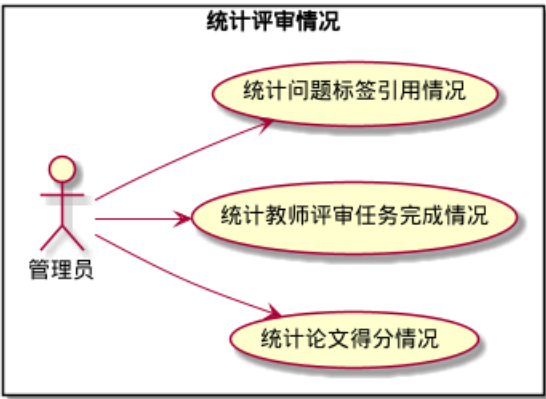 统计评审情况
统计问题标签引用情况
统计教师评审任务完成情况
管理员
统计论文得分情况